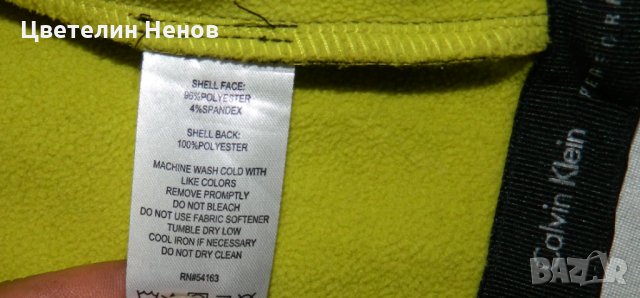 Цветелин Ненов
SHELL FACE:
96%POLYESTER
4%SPANDEX
SHELL BACK:
100%POLYESTER
MACHINE WASH COLD WITH
LIKE COLORS
REMOVE PROMPTLY
DO NOT BLEACH
DO NOT USE FABRIC SOFTENER
TUMBLE DRY LOW
COOL IRON IF NECESSARY
DO NOT DRY CLEAN
RN#54163
Calvin Klein
BAZAR.BG